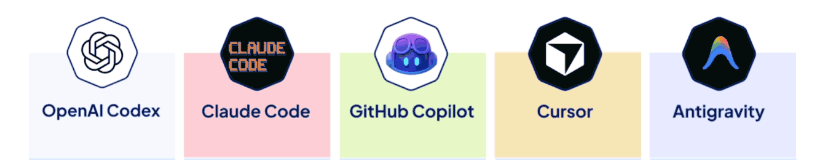 CLAUDE
CODE
OpenAI Codex
Claude Code
GitHub Copilot
Cursor
Antigravity